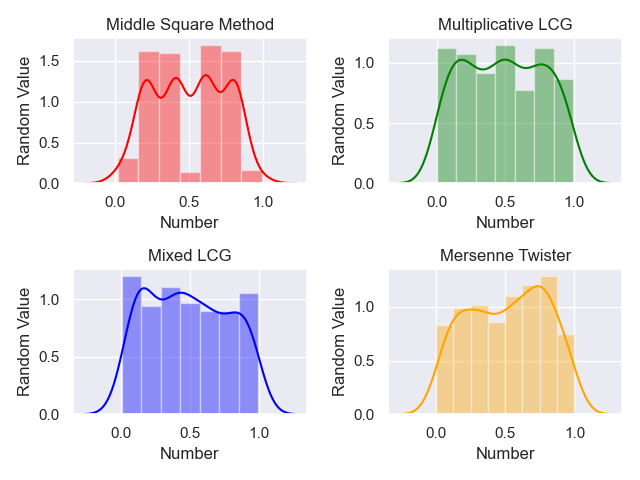 Middle Square Method
Multiplicative LCG
Random Value
1.5
1.0
0.5
0.0
0.0 0.5 1.0
Number
Random Value
1.0
0.5
0.0
0.0 0.5 1.0
Number
Mixed LCG
Mersenne Twister
Random Value
1.0
0.5
0.0
0.0 0.5 1.0
Number
Random Value
1.0
0.5
0.0
0.0 0.5 1.0
Number